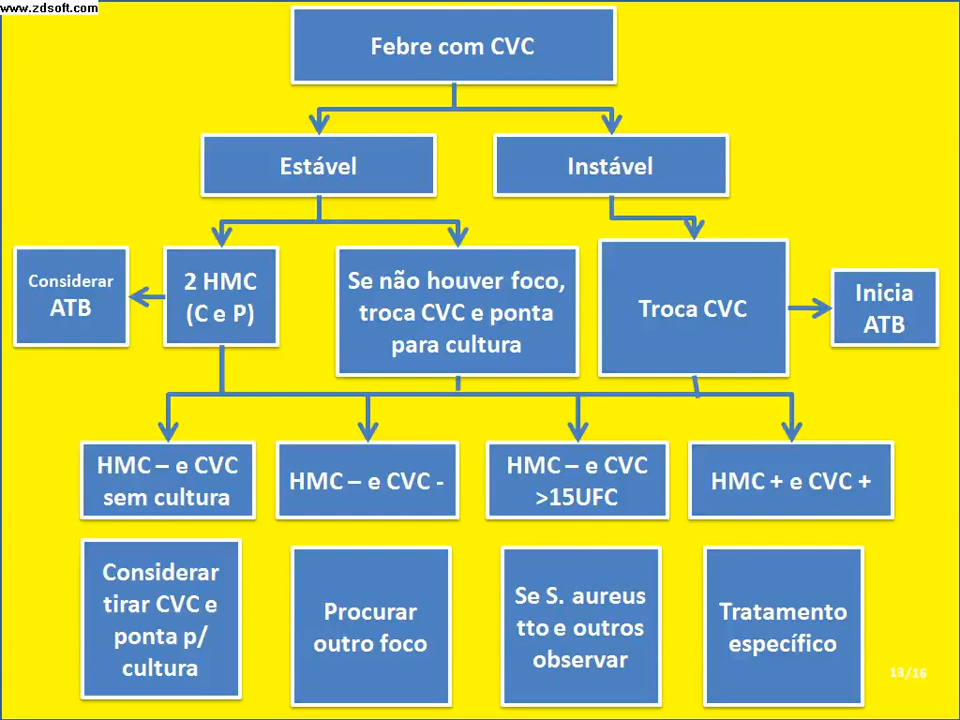 www.zdsoft.com
Febre com CVC
Estável
Instável
Considerar
ATB
2 HMC
(C e P)
Se não houver foco,
troca CVC e ponta
para cultura
Troca CVC
Inicia
ATB
HMC – e CVC
sem cultura
HMC – e CVC -
HMC – e CVC
>15UFC
HMC + e CVC +
Considerar
tirar CVC e
ponta p/
cultura
Procurar
outro foco
Se S. aureus
tto e outros
observar
Tratamento
específico
13/16